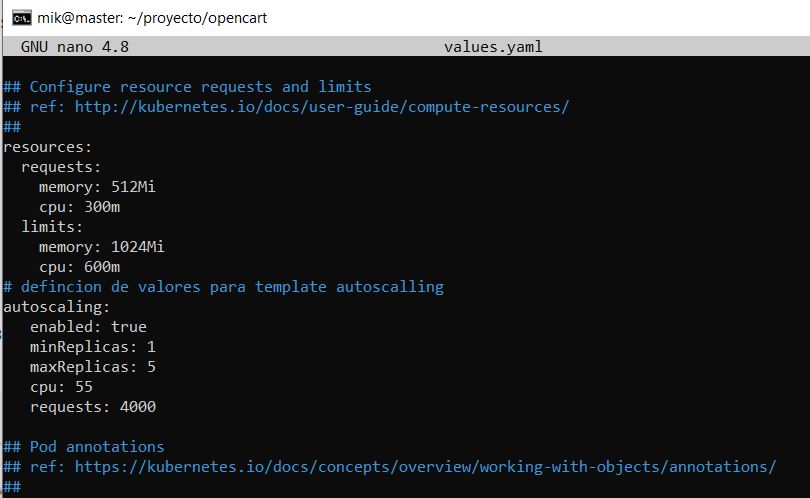 mik@master: ~/proyecto/opencart
GNU nano 4.8 values.yaml
## Configure resource requests and limits
## ref: http://kubernetes.io/docs/user-guide/compute-resources/
##
resources:
  requests:
    memory: 512Mi
    cpu: 300m
  limits:
    memory: 1024Mi
    cpu: 600m
# defincion de valores para template autoscalling
autoscaling:
   enabled: true
   minReplicas: 1
   maxReplicas: 5
   cpu: 55
   requests: 4000
## Pod annotations
## ref: https://kubernetes.io/docs/concepts/overview/working-with-objects/annotations/
##